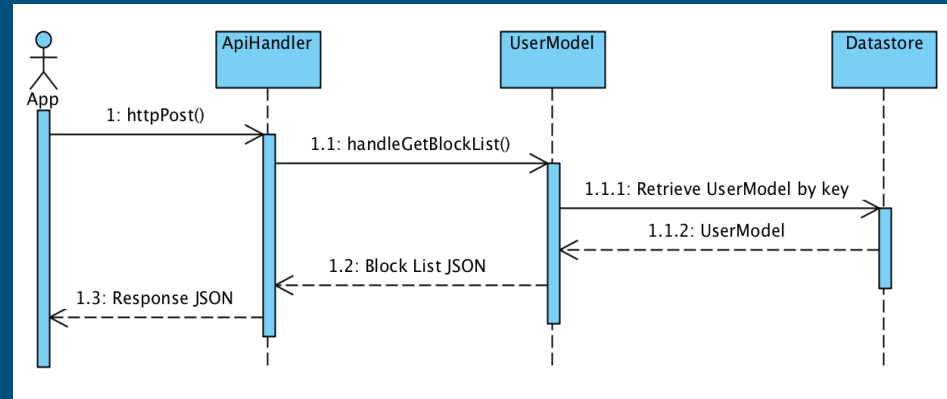 ApiHandler
UserModel
Datastore
App
1: httpPost()
1.1: handleGetBlockList()
1.1.1: Retrieve UserModel by key
1.1.2: UserModel
1.2: Block List JSON
1.3: Response JSON